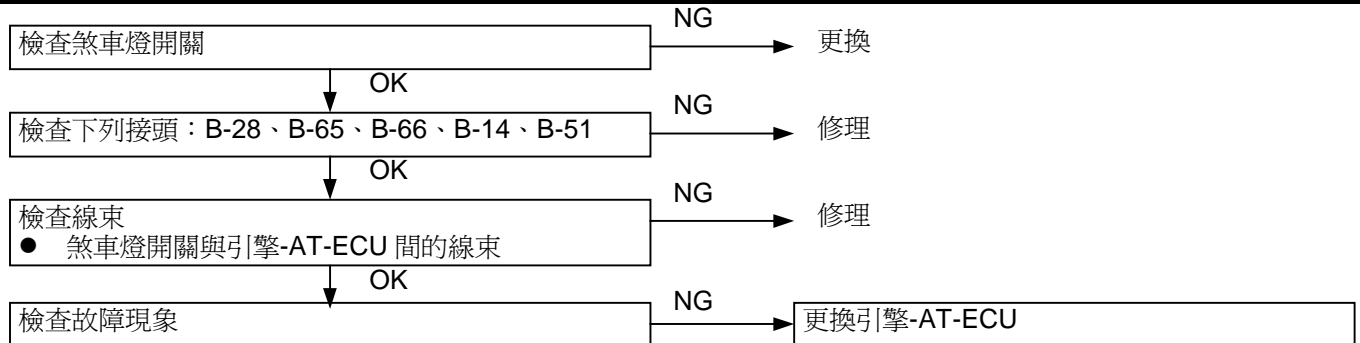 NG
檢查煞車燈開關
更換
OK
NG
檢查下列接頭：B-28、B-65、B-66、B-14、B-51
修理
OK
NG
檢查線束
修理
● 煞車燈開關與引擎-AT-ECU 間的線束
OK
NG
檢查故障現象
更換引擎-AT-ECU